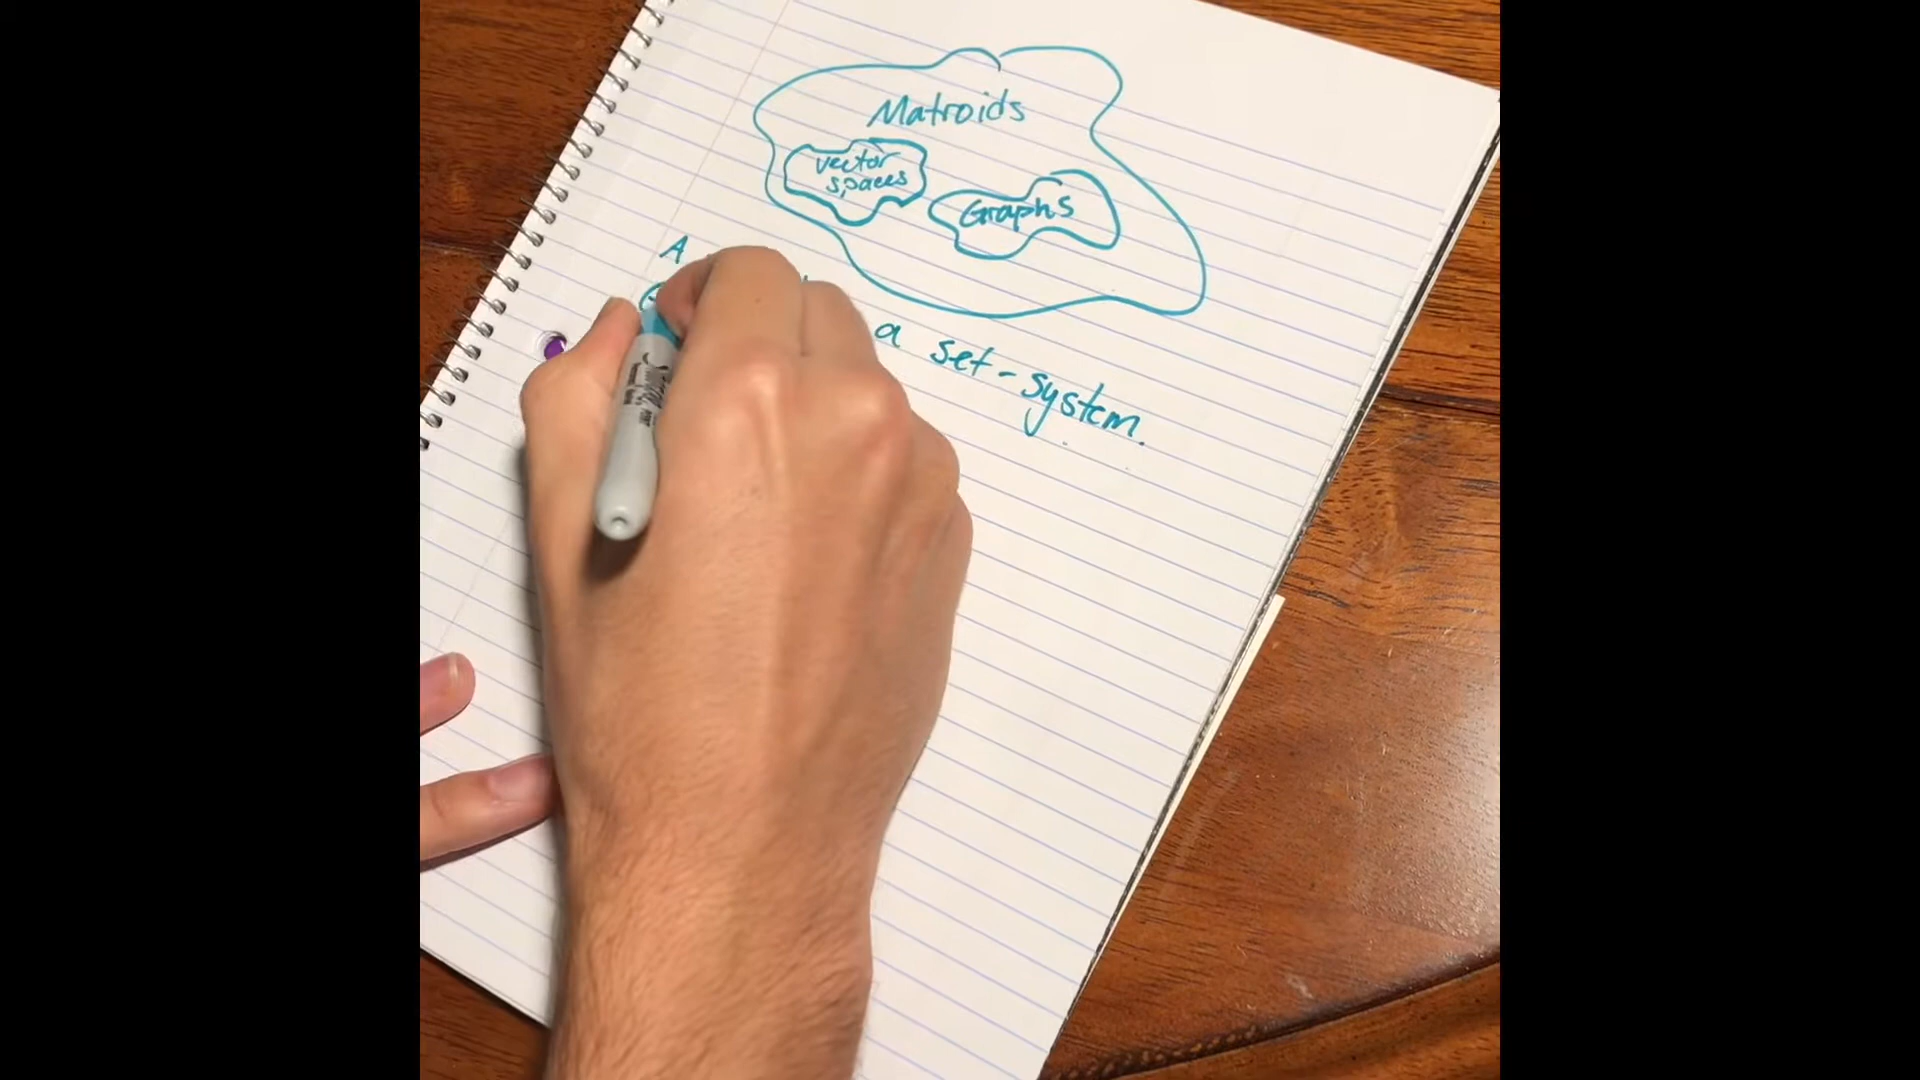 Matroids
vector
spaces
Graphs
A a set-system.